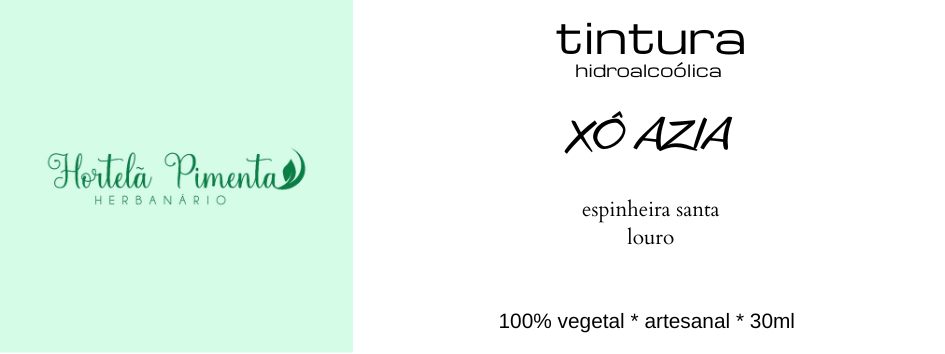 Hortelã Pimenta
HERBANÁRIO
tintura
hidroalcoólica
XÔ AZIA
espinheira santa
louro
100% vegetal * artesanal * 30ml